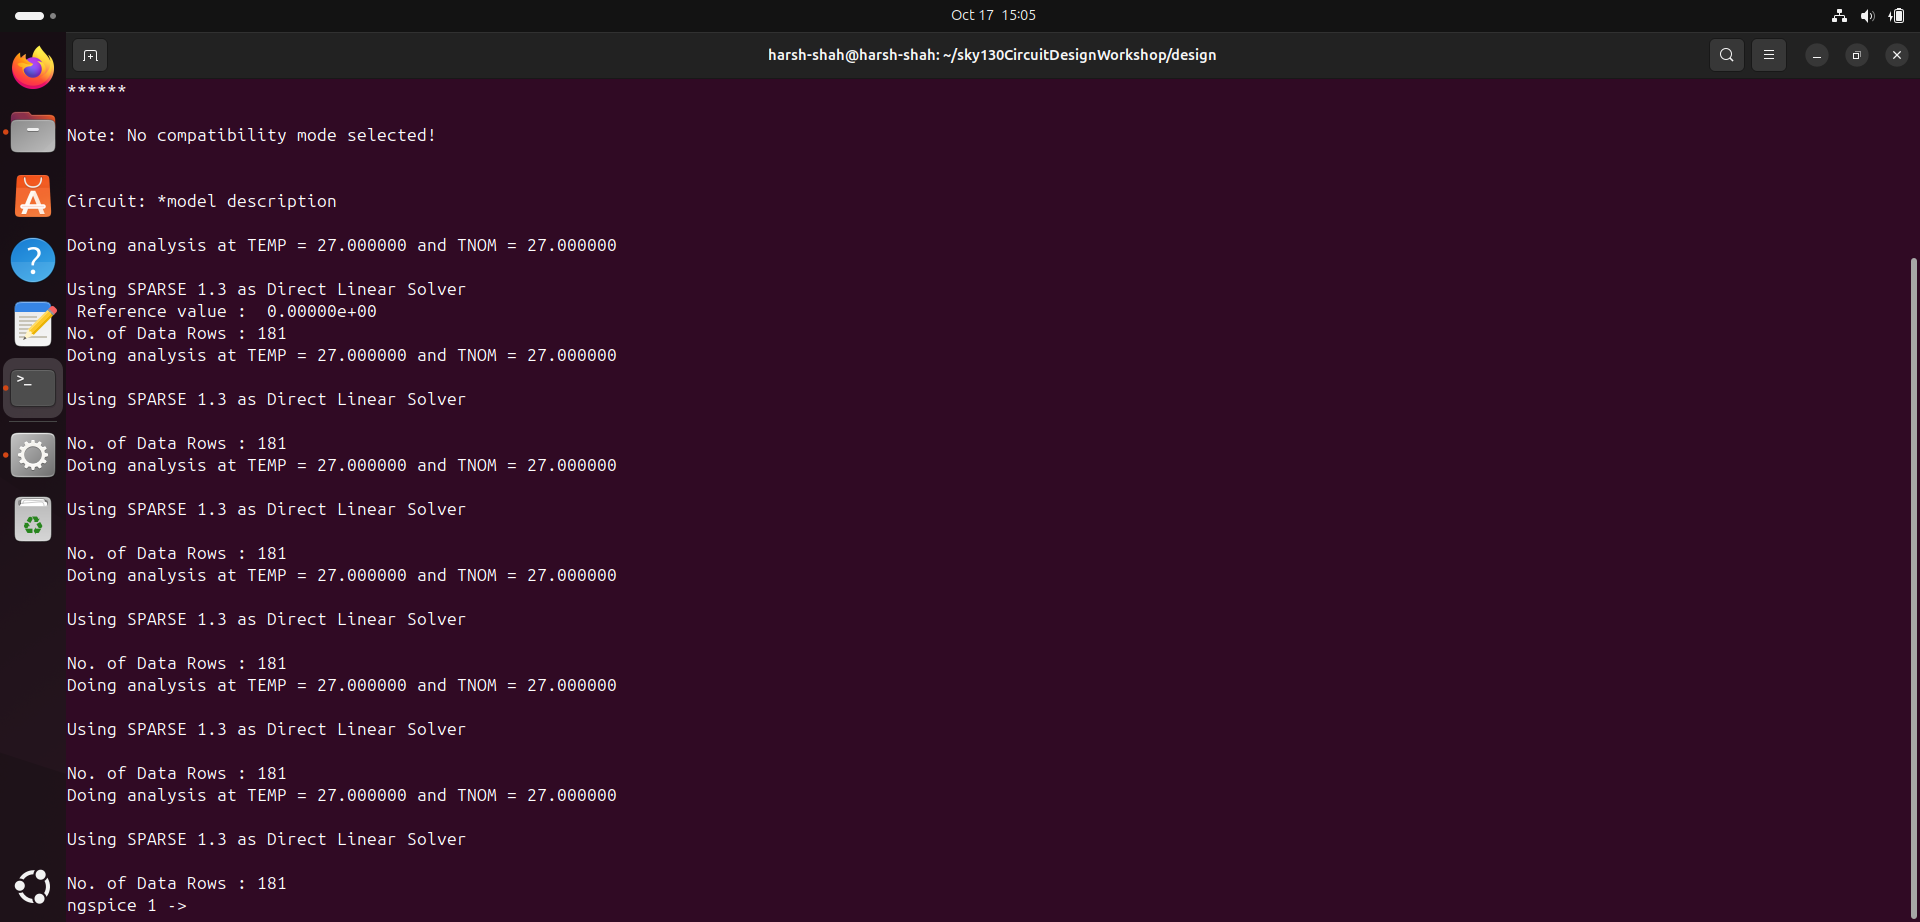 Oct 17 15:05
harsh-shah@harsh-shah: ~/sky130CircuitDesignWorkshop/design
******
Note: No compatibility mode selected!
Circuit: *model description
Doing analysis at TEMP = 27.000000 and TNOM = 27.000000
Using SPARSE 1.3 as Direct Linear Solver
Reference value :  0.00000e+00
No. of Data Rows : 181
Doing analysis at TEMP = 27.000000 and TNOM = 27.000000
Using SPARSE 1.3 as Direct Linear Solver
No. of Data Rows : 181
Doing analysis at TEMP = 27.000000 and TNOM = 27.000000
Using SPARSE 1.3 as Direct Linear Solver
No. of Data Rows : 181
Doing analysis at TEMP = 27.000000 and TNOM = 27.000000
Using SPARSE 1.3 as Direct Linear Solver
No. of Data Rows : 181
Doing analysis at TEMP = 27.000000 and TNOM = 27.000000
Using SPARSE 1.3 as Direct Linear Solver
No. of Data Rows : 181
Doing analysis at TEMP = 27.000000 and TNOM = 27.000000
Using SPARSE 1.3 as Direct Linear Solver
No. of Data Rows : 181
ngspice 1 ->